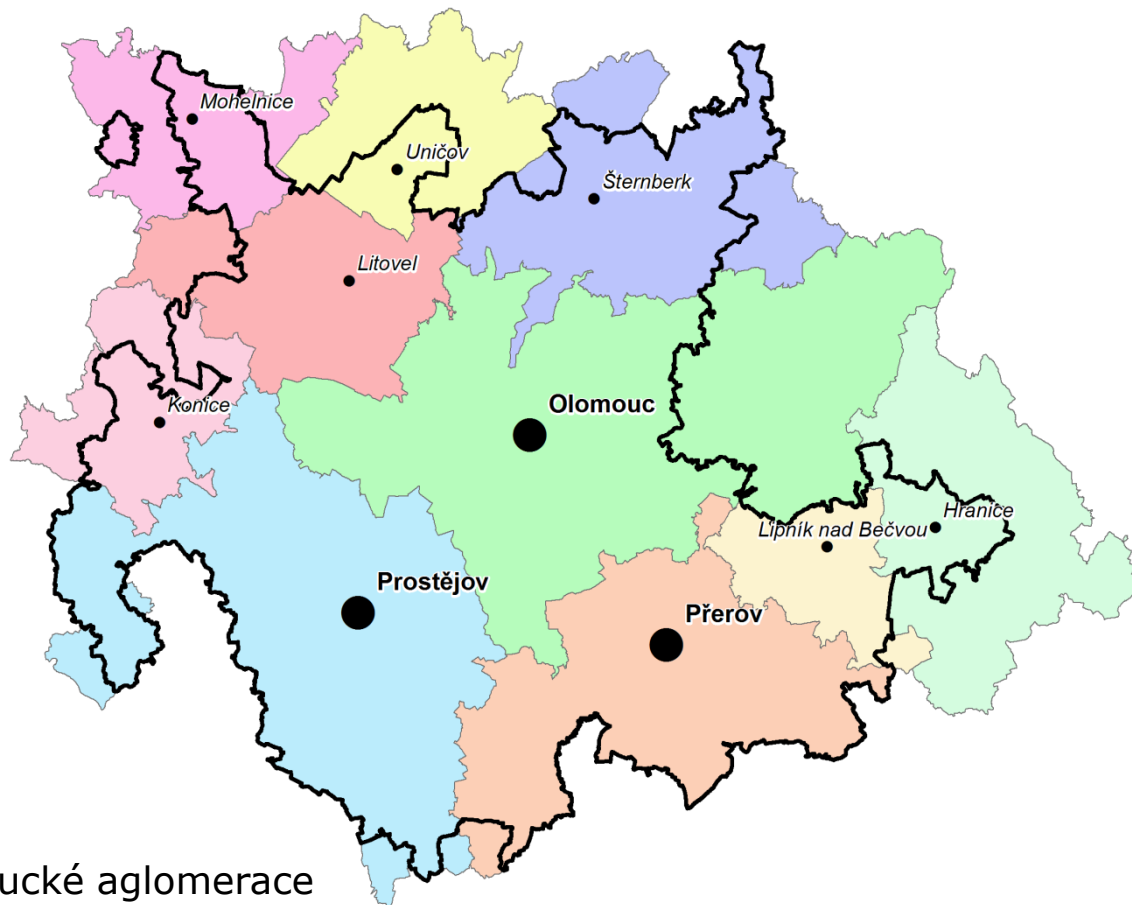 Mohelnice
Uničov
Šternberk
Litovel
Olomouc
Konice
Hranice
Lipník nad Bečvou
Prostějov
Přerov
ucké aglomerace